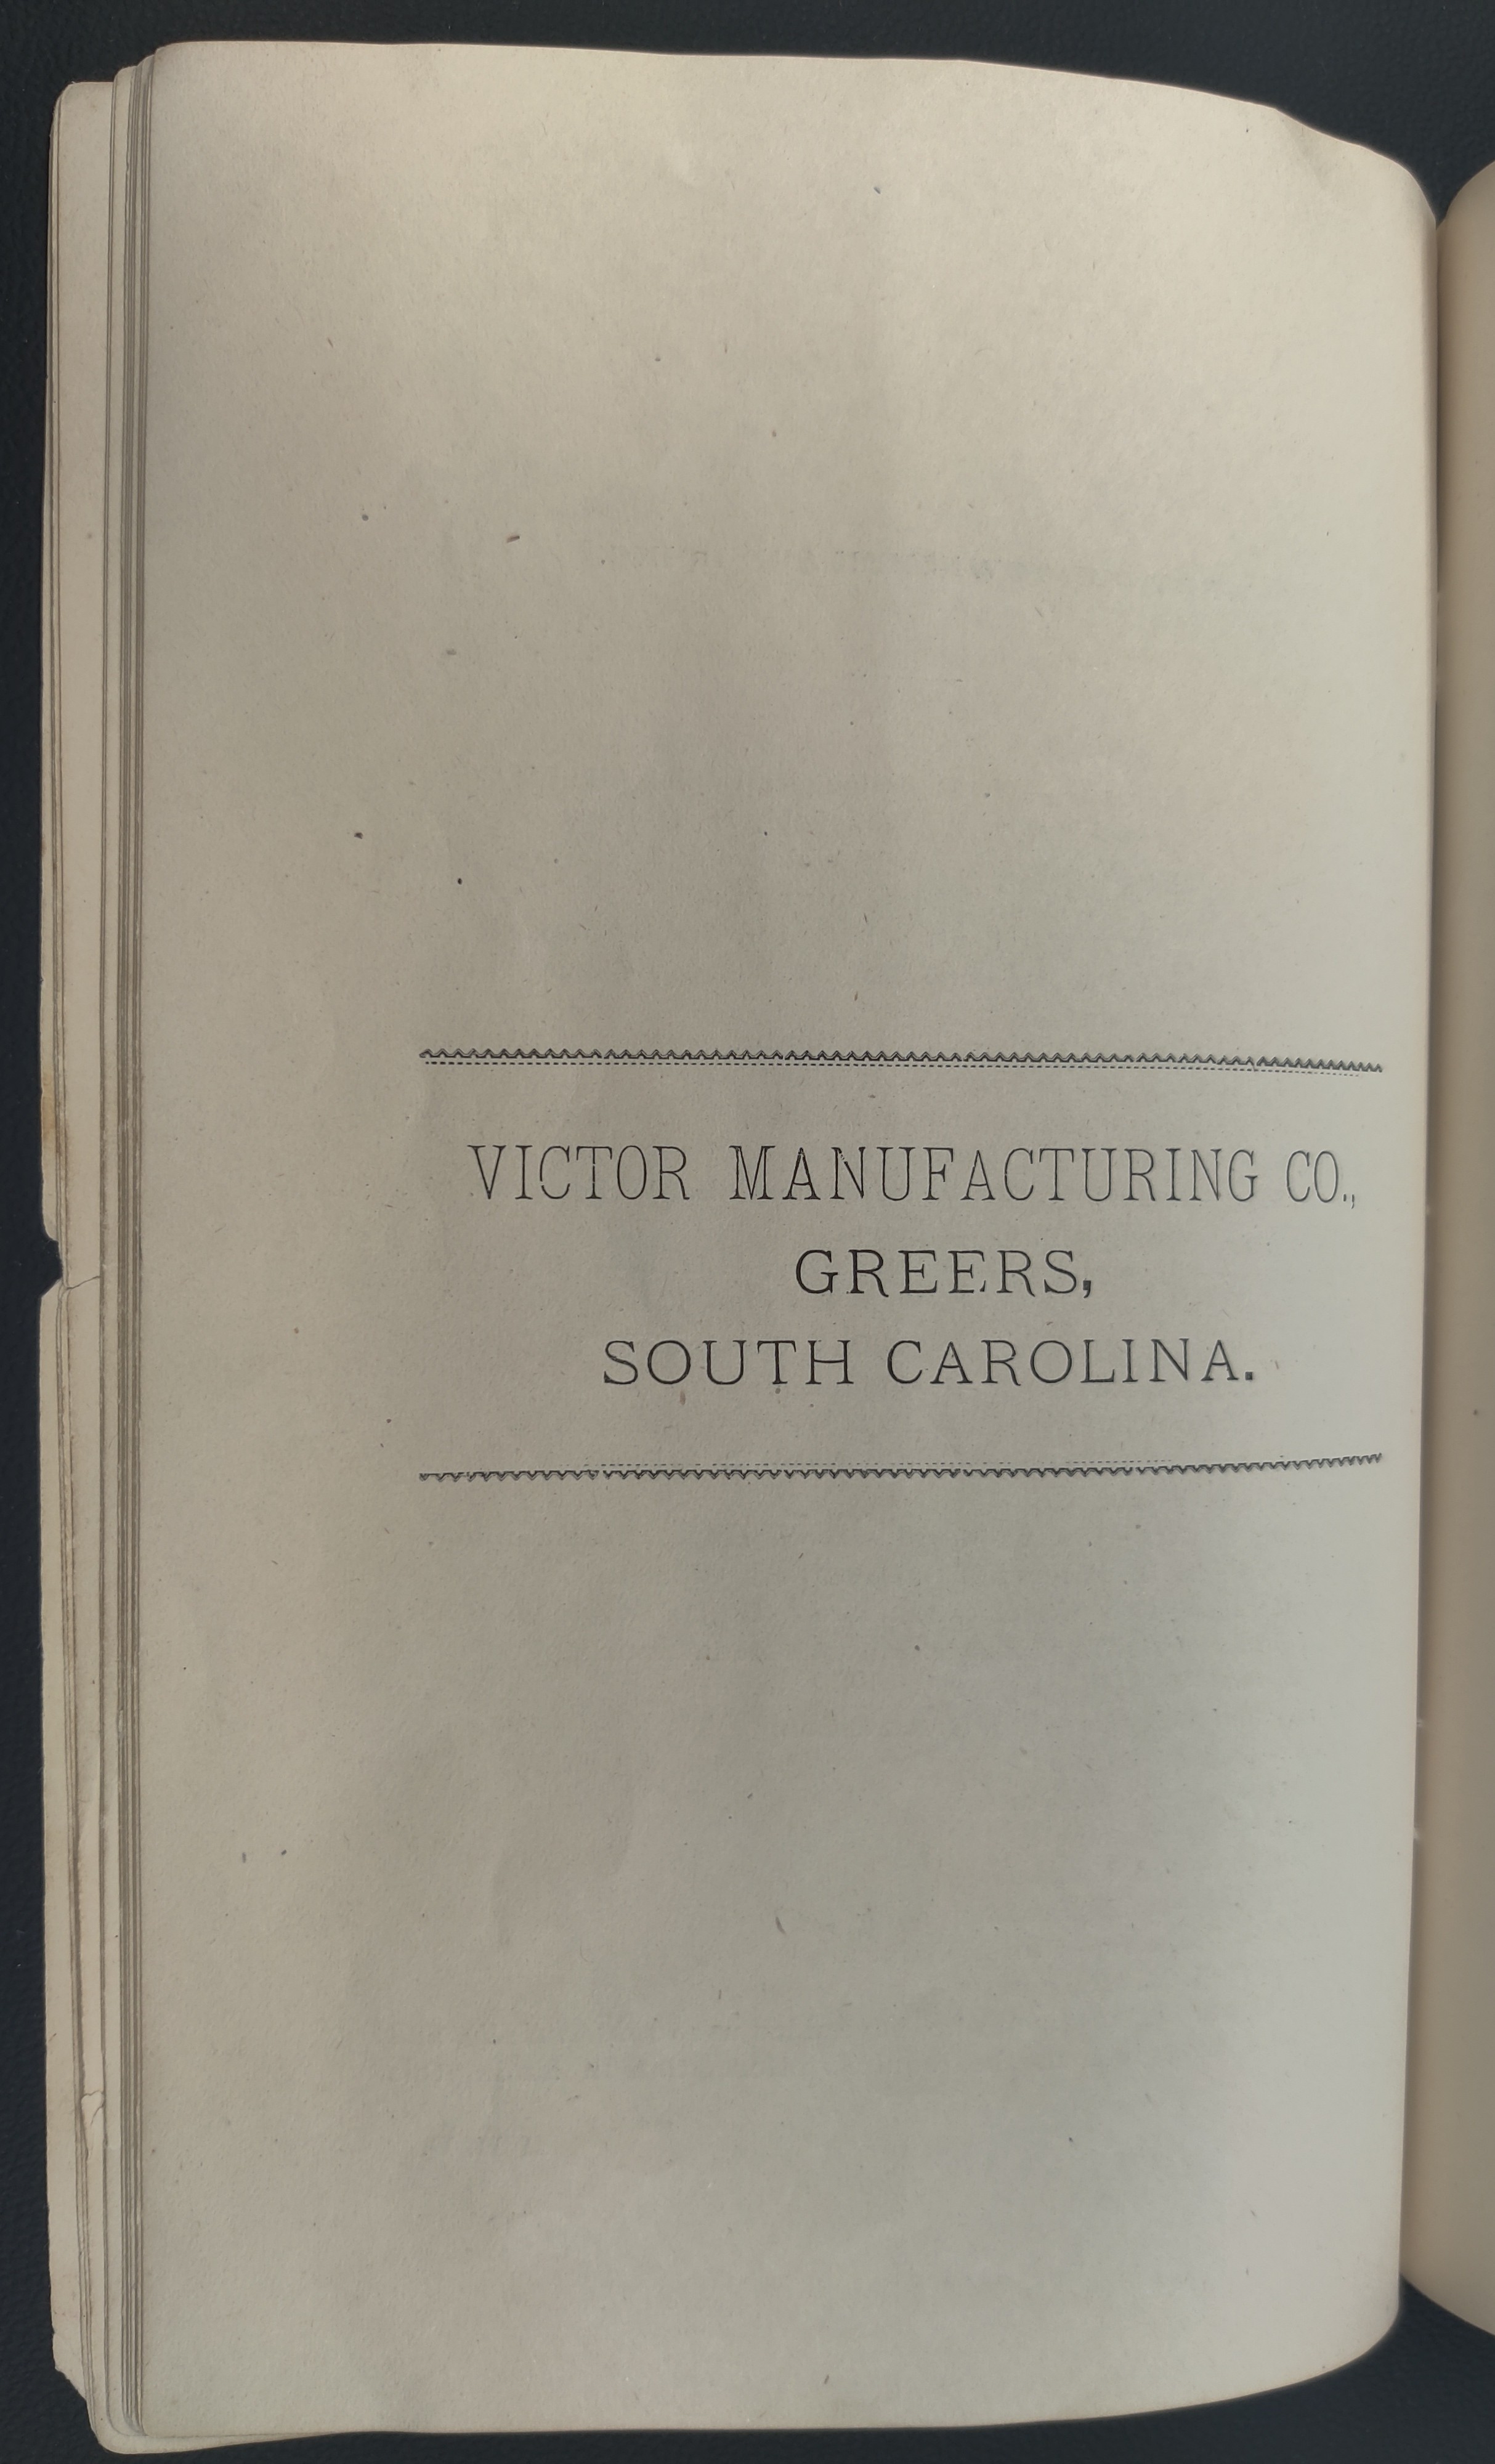 VICTOR MANUFACTURING CO.,
GREERS,
SOUTH CAROLINA.